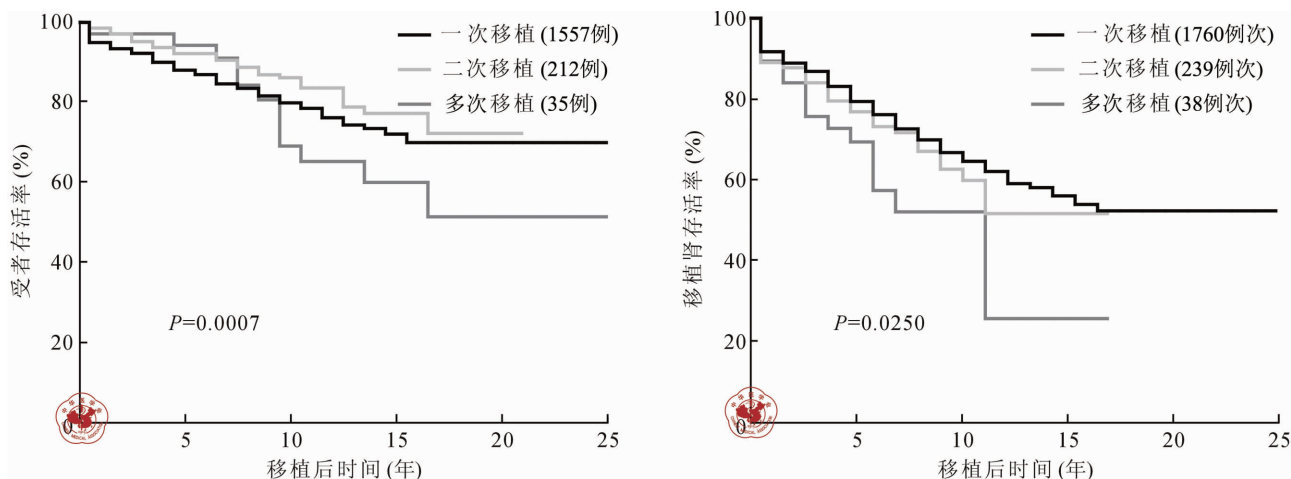 100
80
60
40
20
0
受者存活率(%)
一次移植(1557例)
二次移植(212例)
多次移植(35例)
P=0.0007
5
10
15
20
25
移植后时间(年)
100
80
60
40
20
0
移植肾存活率(%)
一次移植(1760例次)
二次移植(239例次)
多次移植(38例次)
P=0.0250
5
10
15
20
25
移植后时间(年)